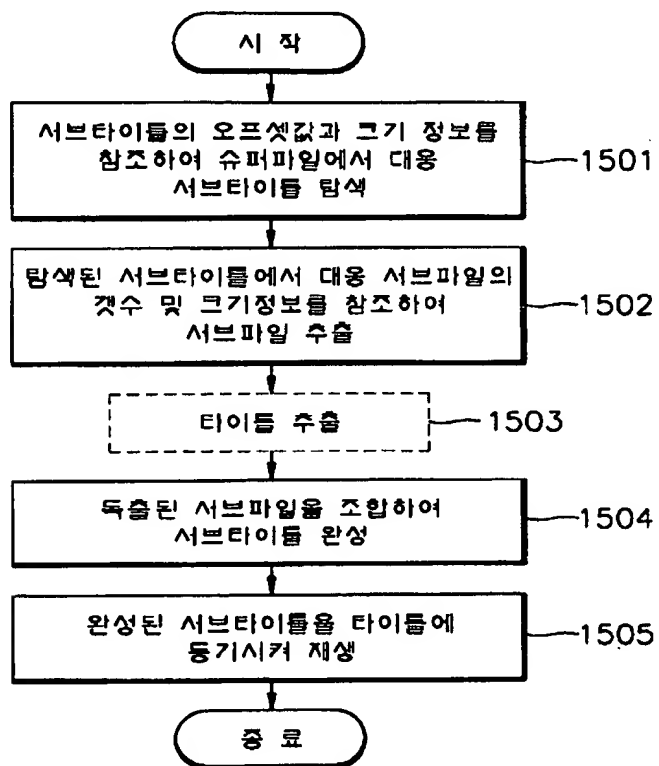 시 작
서브타이틀의 오프셋값과 크기 정보를
참조하여 슈퍼파일에서 대응
서브타이틀 탐색
1501
탐색된 서브타이틀에서 대응 서브파일의
갯수 및 크기정보를 참조하여
서브파일 추출
1502
타이틀 추출
1503
독출된 서브파일을 조합하여
서브타이틀 완성
1504
완성된 서브타이틀을 타이틀에
동기시켜 재생
1505
종 료